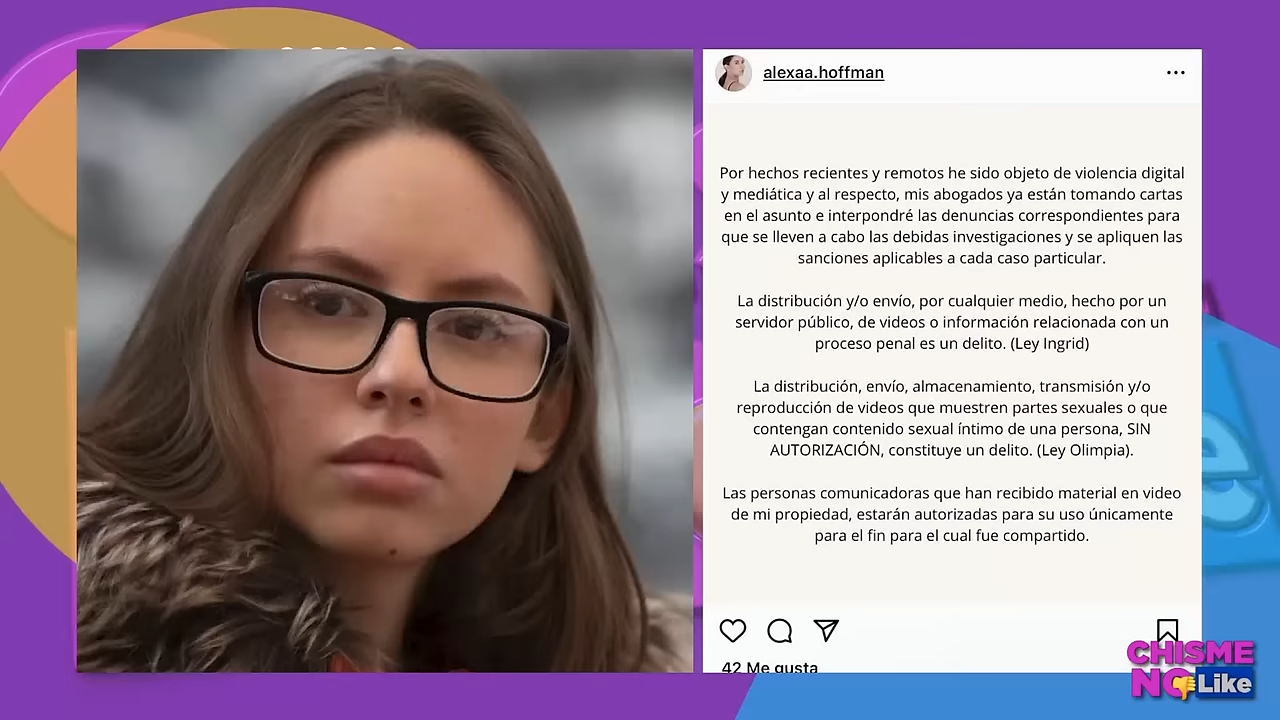 alexaa.hoffman
Por hechos recientes y remotos he sido objeto de violencia digital
y mediática y al respecto, mis abogados ya están tomando cartas
en el asunto e interpondré las denuncias correspondientes para
que se lleven a cabo las debidas investigaciones y se apliquen las
sanciones aplicables a cada caso particular.
La distribución y/o envío, por cualquier medio, hecho por un
servidor público, de videos o información relacionada con un
proceso penal es un delito. (Ley Ingrid)
La distribución, envío, almacenamiento, transmisión y/o
reproducción de videos que muestren partes sexuales o que
contengan contenido sexual íntimo de una persona, SIN
AUTORIZACIÓN, constituye un delito. (Ley Olimpia).
Las personas comunicadoras que han recibido material en video
de mi propiedad, estarán autorizadas para su uso únicamente
para el fin para el cual fue compartido.
42 Me gusta
CHISME
NO Like